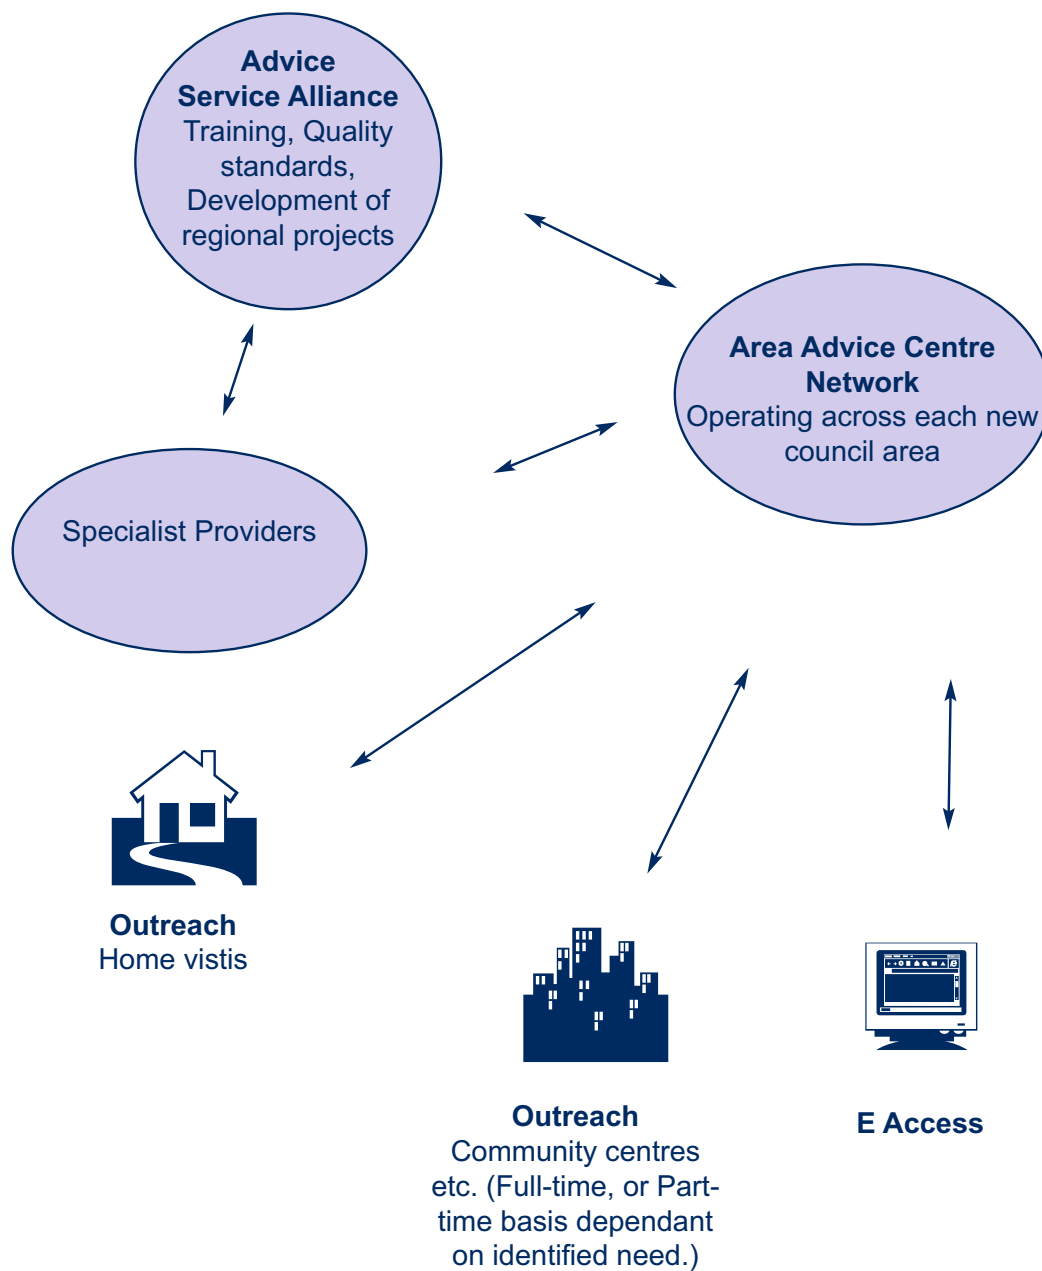 Advice
Service Alliance
Training, Quality
standards,
Development of
regional projects
Area Advice Centre
Network
Operating across each new
council area
Specialist Providers
Outreach
Home vistis
Outreach
Community centres
etc. (Full-time, or Part-
time basis dependant
on identified need.)
E Access